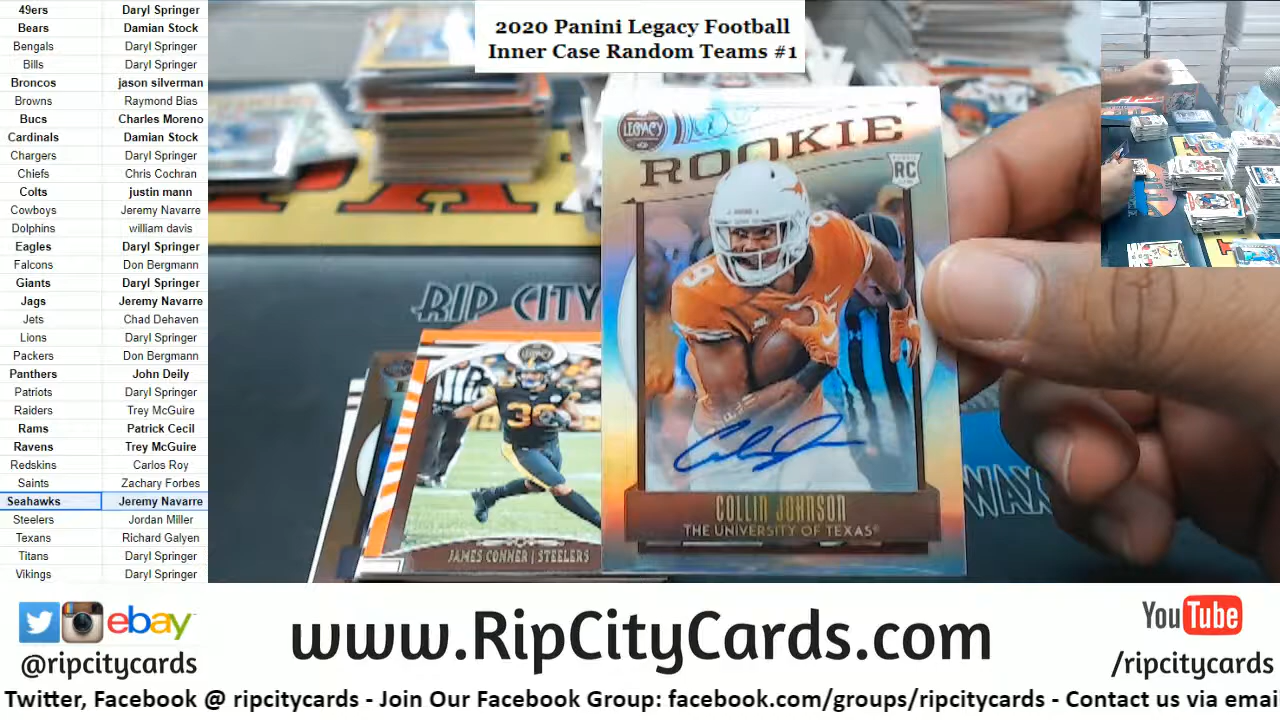 49ers Daryl Springer
Bears Damian Stock
Bengals Daryl Springer
Bills Daryl Springer
Broncos jason silverman
Browns Raymond Bias
Bucs Charles Moreno
Cardinals Damian Stock
Chargers Daryl Springer
Chiefs Chris Cochran
Colts justin mann
Cowboys Jeremy Navarre
Dolphins william davis
Eagles Daryl Springer
Falcons Don Bergmann
Giants Daryl Springer
Jags Jeremy Navarre
Jets Chad Dehaven
Lions Daryl Springer
Packers Don Bergmann
Panthers John Deily
Patriots Daryl Springer
Raiders Trey McGuire
Rams Patrick Cecil
Ravens Trey McGuire
Redskins Carlos Roy
Saints Zachary Forbes
Seahawks Jeremy Navarre
Steelers Jordan Miller
Texans Richard Galyen
Titans Daryl Springer
Vikings Daryl Springer
2020 Panini Legacy Football
Inner Case Random Teams #1
LEGACY
ROOKIE
RC
9
COLLIN JOHNSON
THE UNIVERSITY OF TEXAS®
RIP CITY
WAX
LEGACY
30
JAMES CONNER | STEELERS
ebay
@ripcitycards
www.RipCityCards.com
YouTube
/ripcitycards
Twitter, Facebook @ ripcitycards - Join Our Facebook Group: facebook.com/groups/ripcitycards - Contact us via emai